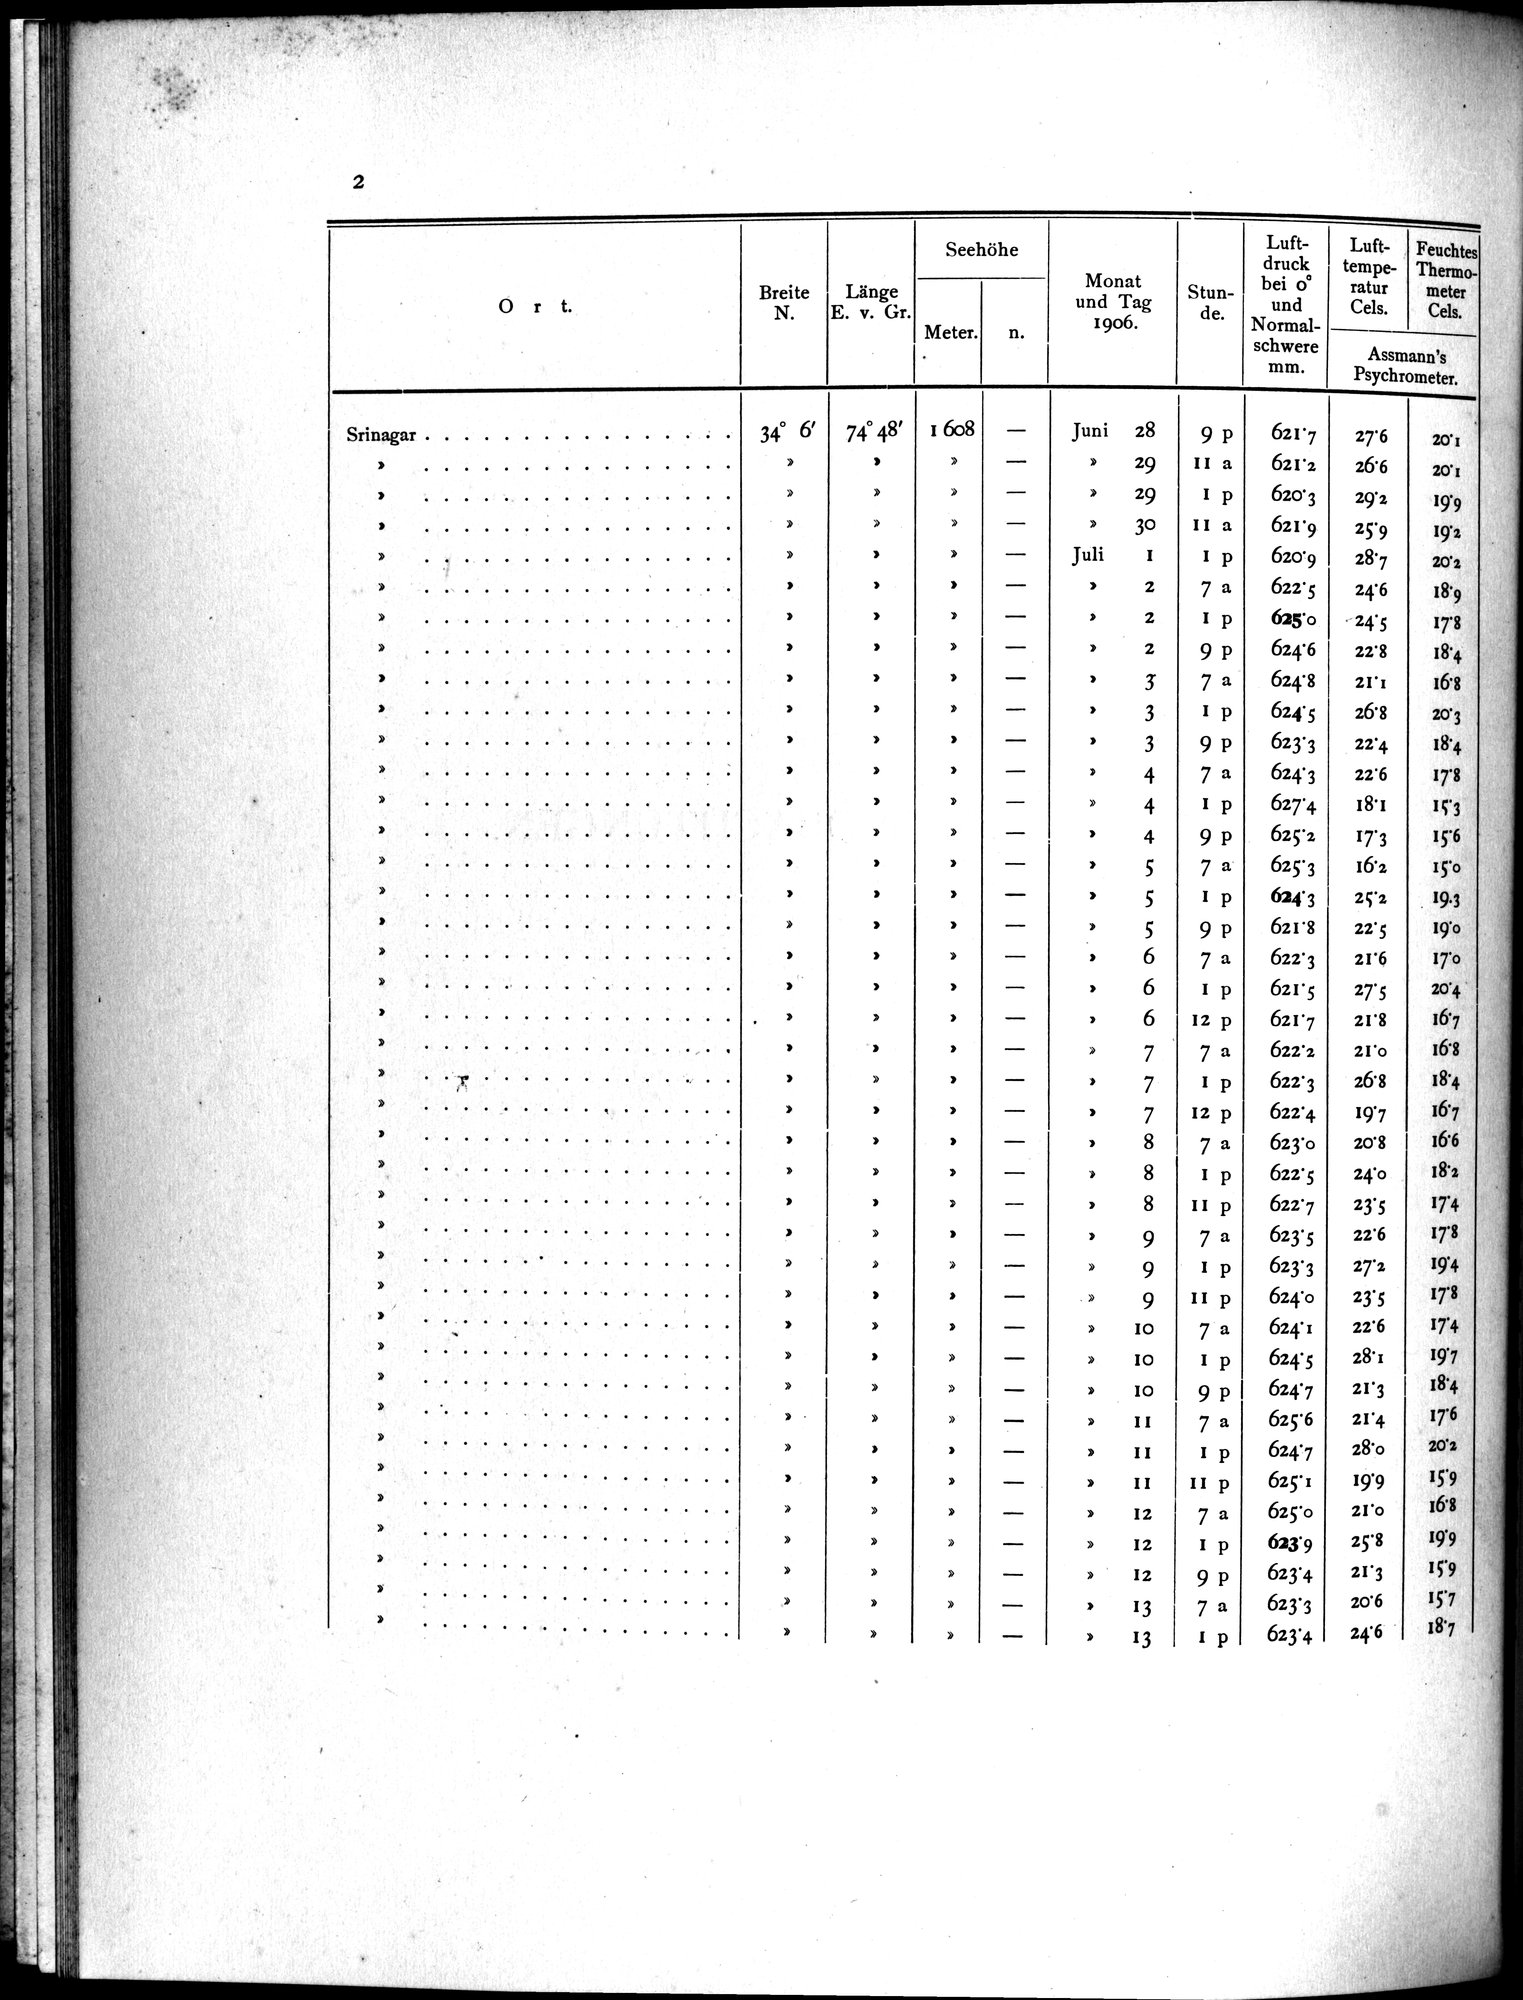 2
O r t. Breite N. Länge E. v. Gr. Seehöhe Meter. n. Monat und Tag 1906. Stun- de. Luft- druck bei 0° und Normal- schwere mm. Luft- tempe- ratur Cels. Feuchtes Thermo- meter Cels. Assmann's Psychrometer.
Srinagar . . . . . . . . . . . . . . . . 34° 6′ 74° 48′ 1 608 — Juni 28 9 p 621·7 27·6 20·1
» . . . . . . . . . . . . . . . . » » » — » 29 11 a 621·2 26·6 20·1
» . . . . . . . . . . . . . . . . » » » — » 29 1 p 620·3 29·2 19·9
» . . . . . . . . . . . . . . . . » » » — » 30 11 a 621·9 25·9 19·2
» . . . . . . . . . . . . . . . . » » » — Juli 1 1 p 620·9 28·7 20·2
» . . . . . . . . . . . . . . . . » » » — » 2 7 a 622·5 24·6 18·9
» . . . . . . . . . . . . . . . . » » » — » 2 1 p 625·0 24·5 17·8
» . . . . . . . . . . . . . . . . » » » — » 2 9 p 624·6 22·8 18·4
» . . . . . . . . . . . . . . . . » » » — » 3 7 a 624·8 21·1 16·8
» . . . . . . . . . . . . . . . . » » » — » 3 1 p 624·5 26·8 20·3
» . . . . . . . . . . . . . . . . » » » — » 3 9 p 623·3 22·4 18·4
» . . . . . . . . . . . . . . . . » » » — » 4 7 a 624·3 22·6 17·8
» . . . . . . . . . . . . . . . . » » » — » 4 1 p 627·4 18·1 15·3
» . . . . . . . . . . . . . . . . » » » — » 4 9 p 625·2 17·3 15·6
» . . . . . . . . . . . . . . . . » » » — » 5 7 a 625·3 16·2 15·0
» . . . . . . . . . . . . . . . . » » » — » 5 1 p 624·3 25·2 19.3
» . . . . . . . . . . . . . . . . » » » — » 5 9 p 621·8 22·5 19·0
» . . . . . . . . . . . . . . . . » » » — » 6 7 a 622·3 21·6 17·0
» . . . . . . . . . . . . . . . . » » » — » 6 1 p 621·5 27·5 20·4
» . . . . . . . . . . . . . . . . » » » — » 6 12 p 621·7 21·8 16·7
» . . . . . . . . . . . . . . . . » » » — » 7 7 a 622·2 21·0 16·8
» . . . . . . . . . . . . . . . . » » » — » 7 1 p 622·3 26·8 18·4
» . . . . . . . . . . . . . . . . » » » — » 7 12 p 622·4 19·7 16·7
» . . . . . . . . . . . . . . . . » » » — » 8 7 a 623·0 20·8 16·6
» . . . . . . . . . . . . . . . . » » » — » 8 1 p 622·5 24·0 18·2
» . . . . . . . . . . . . . . . . » » » — » 8 11 p 622·7 23·5 17·4
» . . . . . . . . . . . . . . . . » » » — » 9 7 a 623·5 22·6 17·8
» . . . . . . . . . . . . . . . . » » » — » 9 1 p 623·3 27·2 19·4
» . . . . . . . . . . . . . . . . » » » — » 9 11 p 624·0 23·5 17·8
» . . . . . . . . . . . . . . . . » » » — » 10 7 a 624·1 22·6 17·4
» . . . . . . . . . . . . . . . . » » » — » 10 1 p 624·5 28·1 19·7
» . . . . . . . . . . . . . . . . » » » — » 10 9 p 624·7 21·3 18·4
» . . . . . . . . . . . . . . . . » » » — » 11 7 a 625·6 21·4 17·6
» . . . . . . . . . . . . . . . . » » » — » 11 1 p 624·7 28·0 20·2
» . . . . . . . . . . . . . . . . » » » — » 11 11 p 625·1 19·9 15·9
» . . . . . . . . . . . . . . . . » » » — » 12 7 a 625·0 21·0 16·8
» . . . . . . . . . . . . . . . . » » » — » 12 1 p 623·9 25·8 19·9
» . . . . . . . . . . . . . . . . » » » — » 12 9 p 623·4 21·3 15·9
» . . . . . . . . . . . . . . . . » » » — » 13 7 a 623·3 20·6 15·7
» . . . . . . . . . . . . . . . . » » » — » 13 1 p 623·4 24·6 18·7